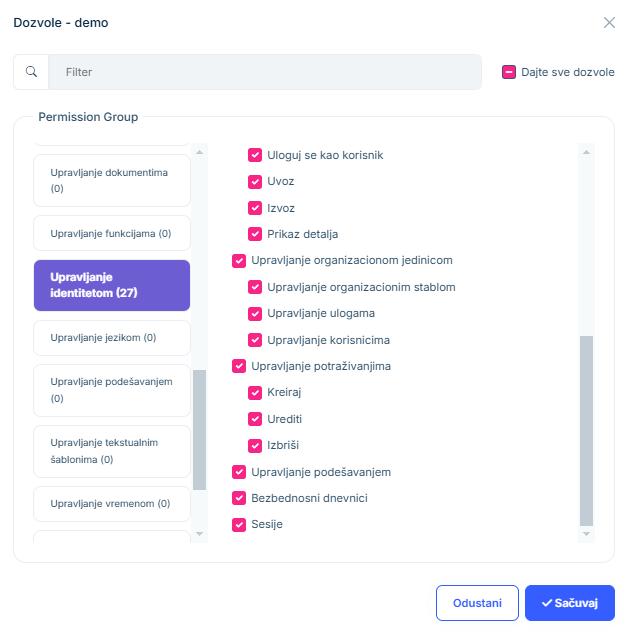 Dozvole - demo
Filter
Dajte sve dozvole
Permission Group
Upravljanje dokumentima
(0)
Upravljanje funkcijama (0)
Upravljanje
identitetom (27)
Upravljanje jezikom (0)
Upravljanje podešavanjem
(0)
Upravljanje tekstualnim
šablonima (0)
Upravljanje vremenom (0)
Uloguj se kao korisnik
Uvoz
Izvoz
Prikaz detalja
Upravljanje organizacionom jedinicom
Upravljanje organizacionim stablom
Upravljanje ulogama
Upravljanje korisnicima
Upravljanje potraživanjima
Kreiraj
Urediti
Izbriši
Upravljanje podešavanjem
Bezbednosni dnevnici
Sesije
Odustani
Sačuvaj